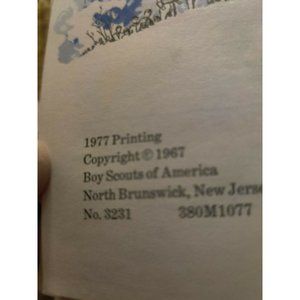 1977 Printing
Copyright © 1967
Boy Scouts of America
North Brunswick, New Jerse
No. 3231 380M1077